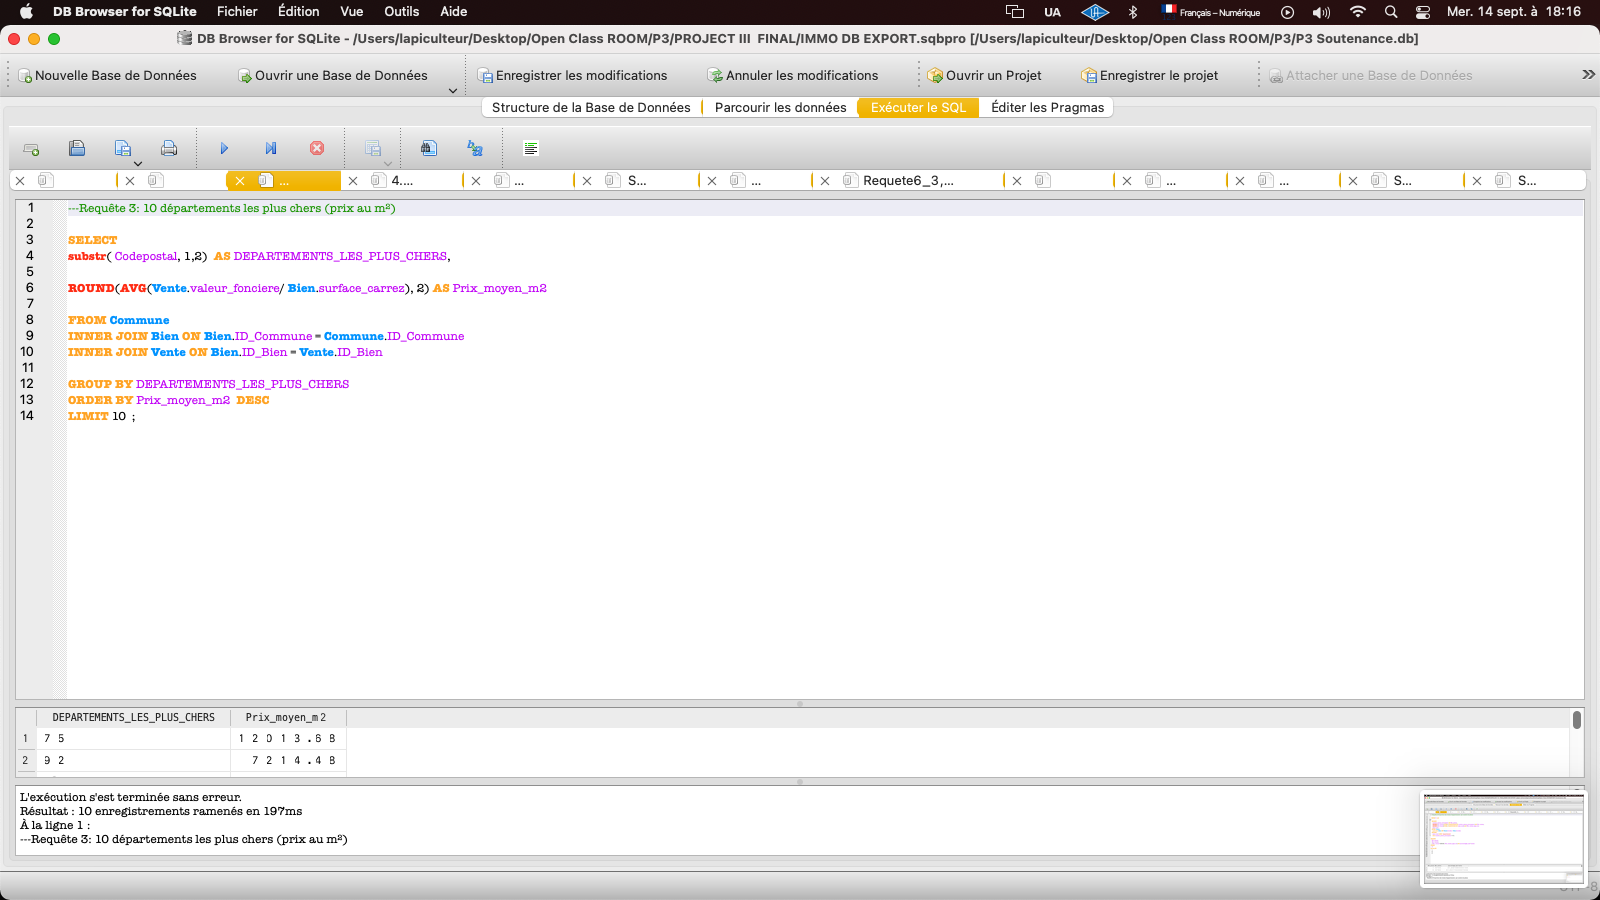 DB Browser for SQLite Fichier Édition Vue Outils Aide UA Français – Numérique Mer. 14 sept. à 18:16
DB Browser for SQLite - /Users/lapiculteur/Desktop/Open Class ROOM/P3/PROJECT III FINAL/IMMO DB EXPORT.sqbpro [/Users/lapiculteur/Desktop/Open Class ROOM/P3/P3 Soutenance.db]
Nouvelle Base de Données Ouvrir une Base de Données Enregistrer les modifications Annuler les modifications Ouvrir un Projet Enregistrer le projet Attacher une Base de Données »
Structure de la Base de Données Parcourir les données Exécuter le SQL Éditer les Pragmas
... 4.... ... S... ... Requete6_3,... ... ... S... S...
1 ---Requête 3: 10 départements les plus chers (prix au m²)
2
3 SELECT
4 substr( Codepostal, 1,2) AS DEPARTEMENTS_LES_PLUS_CHERS,
5
6 ROUND(AVG(Vente.valeur_fonciere/ Bien.surface_carrez), 2) AS Prix_moyen_m2
7
8 FROM Commune
9 INNER JOIN Bien ON Bien.ID_Commune = Commune.ID_Commune
10 INNER JOIN Vente ON Bien.ID_Bien = Vente.ID_Bien
11
12 GROUP BY DEPARTEMENTS_LES_PLUS_CHERS
13 ORDER BY Prix_moyen_m2 DESC
14 LIMIT 10 ;
DEPARTEMENTS_LES_PLUS_CHERS Prix_moyen_m2
1 75 12013.68
2 92 7214.48
L'exécution s'est terminée sans erreur.
Résultat : 10 enregistrements ramenés en 197ms
À la ligne 1 :
---Requête 3: 10 départements les plus chers (prix au m²)